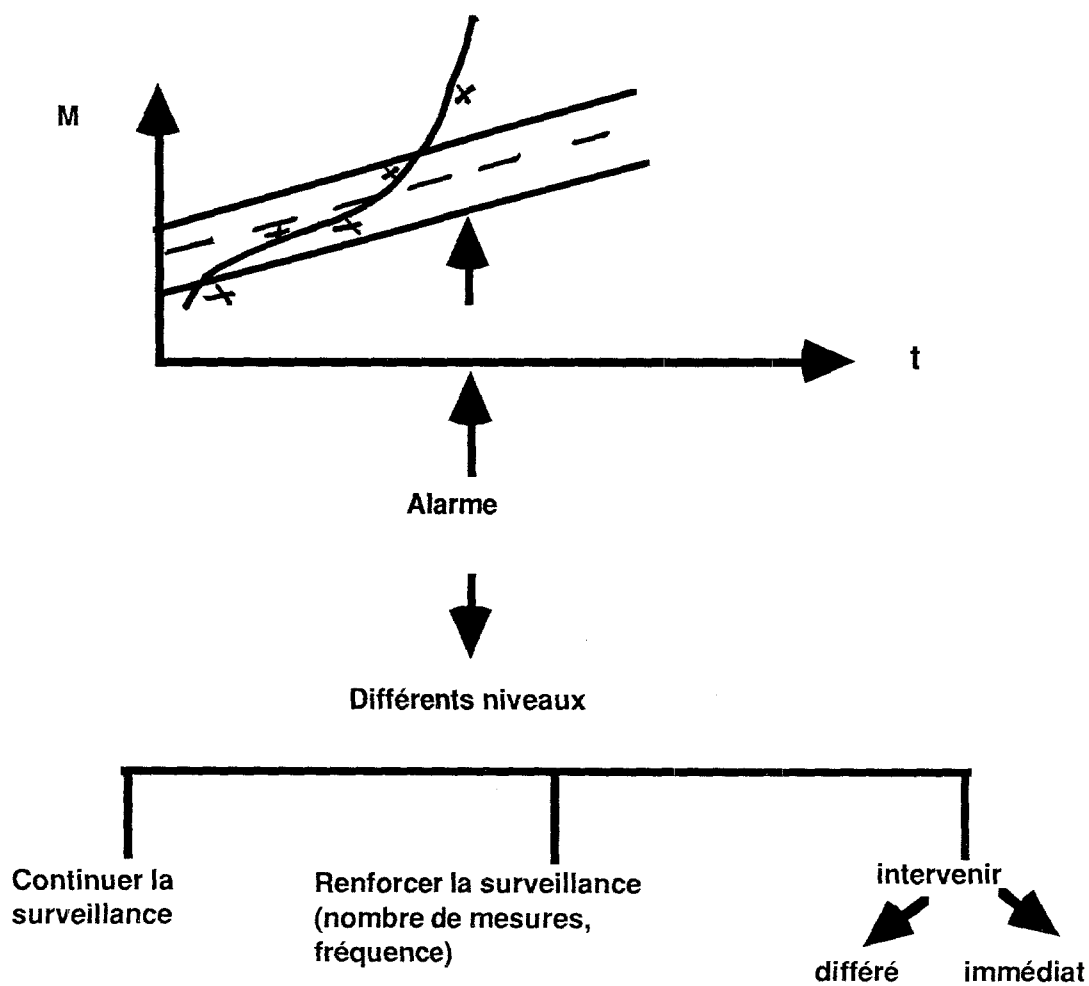 M
t
Alarme
Différents niveaux
Continuer la
surveillance
Renforcer la surveillance
(nombre de mesures,
fréquence)
intervenir
différé
immédiat